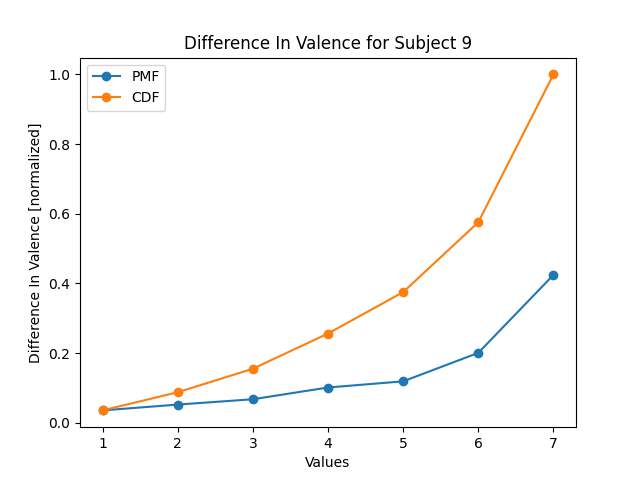 Difference In Valence for Subject 9
PMF
CDF
Difference In Valence [normalized]
1.0
0.8
0.6
0.4
0.2
0.0
1 2 3 4 5 6 7
Values